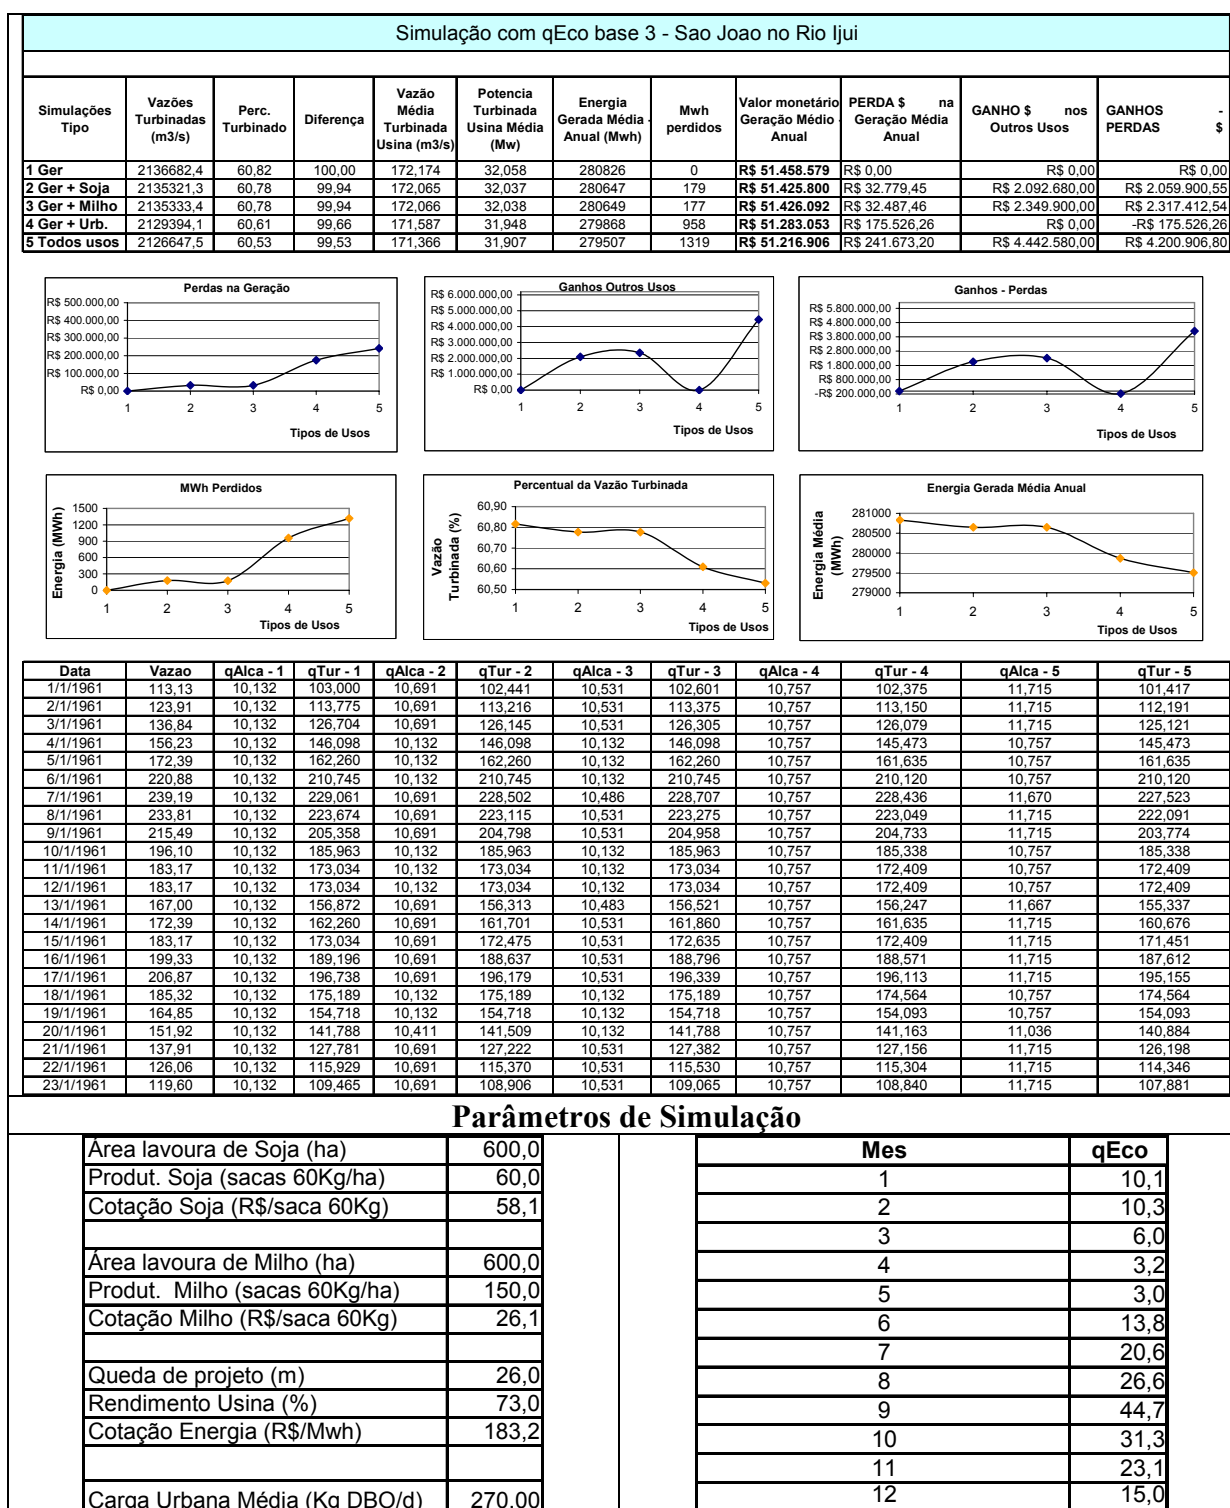 Simulação com qEco base 3 - Sao Joao no Rio Ijui
Simulações Tipo | Vazões Turbinadas (m3/s) | Perc. Turbinado | Diferença | Vazão Média Turbinada Usina (m3/s) | Potencia Turbinada Usina Média (Mw) | Energia Gerada Média - Anual (Mwh) | Mwh perdidos | Valor monetário Geração Médio - Anual | PERDA $ na Geração Média Anual | GANHO $ nos Outros Usos | GANHOS - PERDAS $
1 Ger 2136682,4 60,82 100,00 172,174 32,058 280826 0 R$ 51.458.579 R$ 0,00 R$ 0,00 R$ 0,00
2 Ger + Soja 2135321,3 60,78 99,94 172,065 32,037 280647 179 R$ 51.425.800 R$ 32.779,45 R$ 2.092.680,00 R$ 2.059.900,55
3 Ger + Milho 2135333,4 60,78 99,94 172,066 32,038 280649 177 R$ 51.426.092 R$ 32.487,46 R$ 2.349.900,00 R$ 2.317.412,54
4 Ger + Urb. 2129394,1 60,61 99,66 171,587 31,948 279868 958 R$ 51.283.053 R$ 175.526,26 R$ 0,00 -R$ 175.526,26
5 Todos usos 2126647,5 60,53 99,53 171,366 31,907 279507 1319 R$ 51.216.906 R$ 241.673,20 R$ 4.442.580,00 R$ 4.200.906,80
Perdas na Geração
R$ 500.000,00
R$ 400.000,00
R$ 300.000,00
R$ 200.000,00
R$ 100.000,00
R$ 0,00
1 2 3 4 5
Tipos de Usos
Ganhos Outros Usos
R$ 6.000.000,00
R$ 5.000.000,00
R$ 4.000.000,00
R$ 3.000.000,00
R$ 2.000.000,00
R$ 1.000.000,00
R$ 0,00
1 2 3 4 5
Tipos de Usos
Ganhos - Perdas
R$ 5.800.000,00
R$ 4.800.000,00
R$ 3.800.000,00
R$ 2.800.000,00
R$ 1.800.000,00
R$ 800.000,00
-R$ 200.000,00
1 2 3 4 5
Tipos de Usos
MWh Perdidos
Energia (MWh)
1500
1200
900
600
300
0
1 2 3 4 5
Tipos de Usos
Percentual da Vazão Turbinada
Vazão Turbinada (%)
60,90
60,80
60,70
60,60
60,50
1 2 3 4 5
Tipos de Usos
Energia Gerada Média Anual
Energia Média (MWh)
281000
280500
280000
279500
279000
1 2 3 4 5
Tipos de Usos
Data Vazao qAlca - 1 qTur - 1 qAlca - 2 qTur - 2 qAlca - 3 qTur - 3 qAlca - 4 qTur - 4 qAlca - 5 qTur - 5
1/1/1961 113,13 10,132 103,000 10,691 102,441 10,531 102,601 10,757 102,375 11,715 101,417
2/1/1961 123,91 10,132 113,775 10,691 113,216 10,531 113,375 10,757 113,150 11,715 112,191
3/1/1961 136,84 10,132 126,704 10,691 126,145 10,531 126,305 10,757 126,079 11,715 125,121
4/1/1961 156,23 10,132 146,098 10,132 146,098 10,132 146,098 10,757 145,473 10,757 145,473
5/1/1961 172,39 10,132 162,260 10,132 162,260 10,132 162,260 10,757 161,635 10,757 161,635
6/1/1961 220,88 10,132 210,745 10,132 210,745 10,132 210,745 10,757 210,120 10,757 210,120
7/1/1961 239,19 10,132 229,061 10,691 228,502 10,486 228,707 10,757 228,436 11,670 227,523
8/1/1961 233,81 10,132 223,674 10,691 223,115 10,531 223,275 10,757 223,049 11,715 222,091
9/1/1961 215,49 10,132 205,358 10,691 204,798 10,531 204,958 10,757 204,733 11,715 203,774
10/1/1961 196,10 10,132 185,963 10,132 185,963 10,132 185,963 10,757 185,338 10,757 185,338
11/1/1961 183,17 10,132 173,034 10,132 173,034 10,132 173,034 10,757 172,409 10,757 172,409
12/1/1961 183,17 10,132 173,034 10,132 173,034 10,132 173,034 10,757 172,409 10,757 172,409
13/1/1961 167,00 10,132 156,872 10,691 156,313 10,483 156,521 10,757 156,247 11,667 155,337
14/1/1961 172,39 10,132 162,260 10,691 161,701 10,531 161,860 10,757 161,635 11,715 160,676
15/1/1961 183,17 10,132 173,034 10,691 172,475 10,531 172,635 10,757 172,409 11,715 171,451
16/1/1961 199,33 10,132 189,196 10,691 188,637 10,531 188,796 10,757 188,571 11,715 187,612
17/1/1961 206,87 10,132 196,738 10,691 196,179 10,531 196,339 10,757 196,113 11,715 195,155
18/1/1961 185,32 10,132 175,189 10,132 175,189 10,132 175,189 10,757 174,564 10,757 174,564
19/1/1961 164,85 10,132 154,718 10,132 154,718 10,132 154,718 10,757 154,093 10,757 154,093
20/1/1961 151,92 10,132 141,788 10,411 141,509 10,132 141,788 10,757 141,163 11,036 140,884
21/1/1961 137,91 10,132 127,781 10,691 127,222 10,531 127,382 10,757 127,156 11,715 126,198
22/1/1961 126,06 10,132 115,929 10,691 115,370 10,531 115,530 10,757 115,304 11,715 114,346
23/1/1961 119,60 10,132 109,465 10,691 108,906 10,531 109,065 10,757 108,840 11,715 107,881
Parâmetros de Simulação
Área lavoura de Soja (ha) 600,0
Produt. Soja (sacas 60Kg/ha) 60,0
Cotação Soja (R$/saca 60Kg) 58,1
Área lavoura de Milho (ha) 600,0
Produt. Milho (sacas 60Kg/ha) 150,0
Cotação Milho (R$/saca 60Kg) 26,1
Queda de projeto (m) 26,0
Rendimento Usina (%) 73,0
Cotação Energia (R$/Mwh) 183,2
Carga Urbana Média (Kg DBO/d) 270,00
Mes qEco
1 10,1
2 10,3
3 6,0
4 3,2
5 3,0
6 13,8
7 20,6
8 26,6
9 44,7
10 31,3
11 23,1
12 15,0